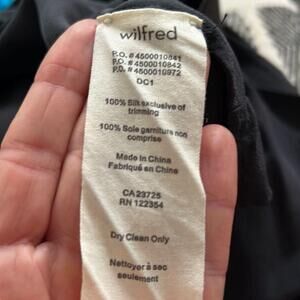 wilfred
P.O. #4500010841
P.O. #4500010842
P.O. #4500010972
DC1
100% Silk exclusive of
trimming
100% Soie garniture non
comprise
Made in China
Fabriqué en China
CA 23725
RN 122354
Dry Clean Only
Nettoyer à sec
seulement